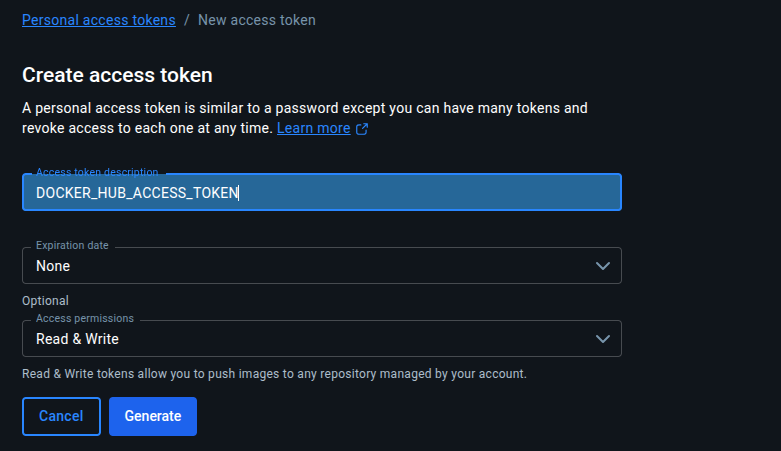 Personal access tokens / New access token
Create access token
A personal access token is similar to a password except you can have many tokens and
revoke access to each one at any time. Learn more
Access token description
DOCKER_HUB_ACCESS_TOKEN
Expiration date
None
Optional
Access permissions
Read & Write
Read & Write tokens allow you to push images to any repository managed by your account.
Cancel Generate